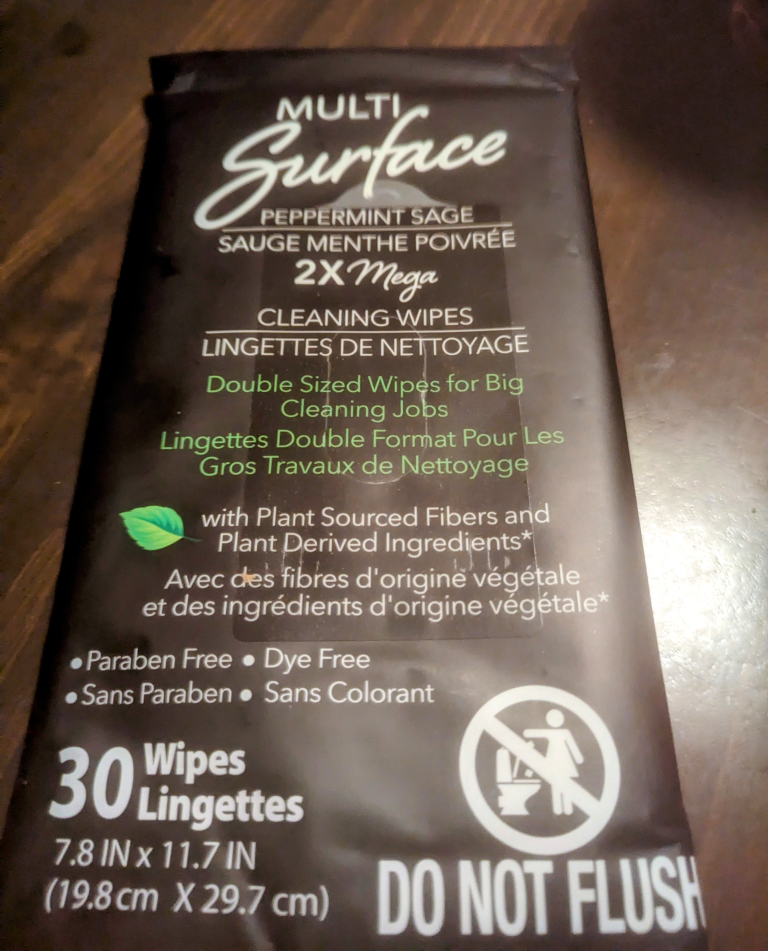 MULTI
Surface
PEPPERMINT SAGE
SAUGE MENTHE POIVRÉE
2X Mega
CLEANING WIPES
LINGETTES DE NETTOYAGE
Double Sized Wipes for Big
Cleaning Jobs
Lingettes Double Format Pour Les
Gros Travaux de Nettoyage
with Plant Sourced Fibers and
Plant Derived Ingredients*
Avec des fibres d'origine végétale
et des ingrédients d'origine végétale*
• Paraben Free • Dye Free
• Sans Paraben • Sans Colorant
30 Wipes
Lingettes
7.8 IN x 11.7 IN
(19.8 cm X 29.7 cm)
DO NOT FLUSH